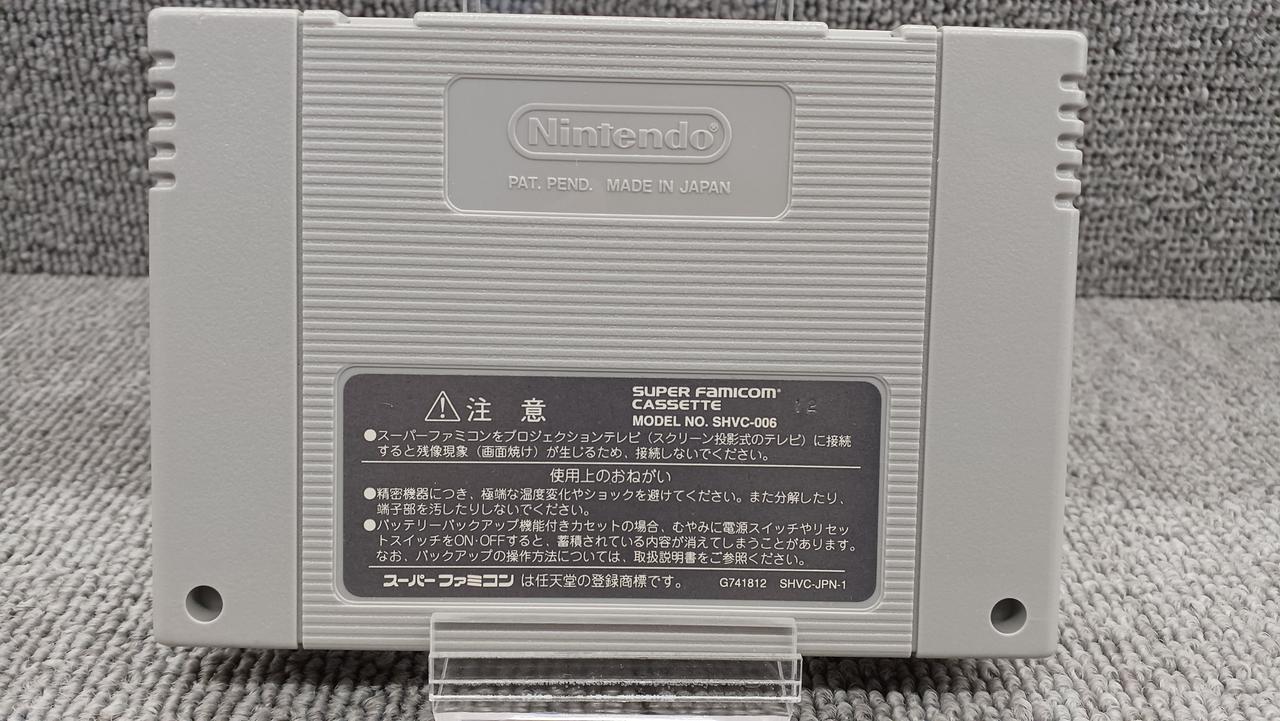 Nintendo®
PAT. PEND. MADE IN JAPAN
注 意
SUPER FAMICOM®
CASSETTE
MODEL NO. SHVC-006
12
●スーパーファミコンをプロジェクションテレビ（スクリーン投影式のテレビ）に接続
すると残像現象（画面焼け）が生じるため、接続しないでください。
使用上のおねがい
●精密機器につき、極端な温度変化やショックを避けてください。また分解したり、
端子部を汚したりしないでください。
●バッテリーバックアップ機能付きカセットの場合、むやみに電源スイッチやリセッ
トスイッチをON・OFFすると、蓄積されている内容が消えてしまうことがあります。
なお、バックアップの操作方法については、取扱説明書をご参照ください。
スーパーファミコン は任天堂の登録商標です。 G741812 SHVC-JPN-1